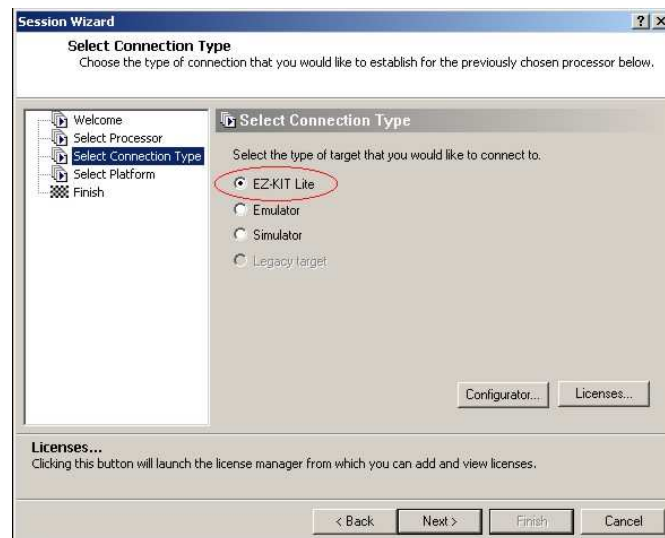 Session Wizard
Select Connection Type
Choose the type of connection that you would like to establish for the previously chosen processor below.
Welcome
Select Processor
Select Connection Type
Select Platform
Finish
Select Connection Type
Select the type of target that you would like to connect to.
EZ-KIT Lite
Emulator
Simulator
Legacy target
Configurator...
Licenses...
Licenses...
Clicking this button will launch the license manager from which you can add and view licenses.
< Back
Next >
Finish
Cancel